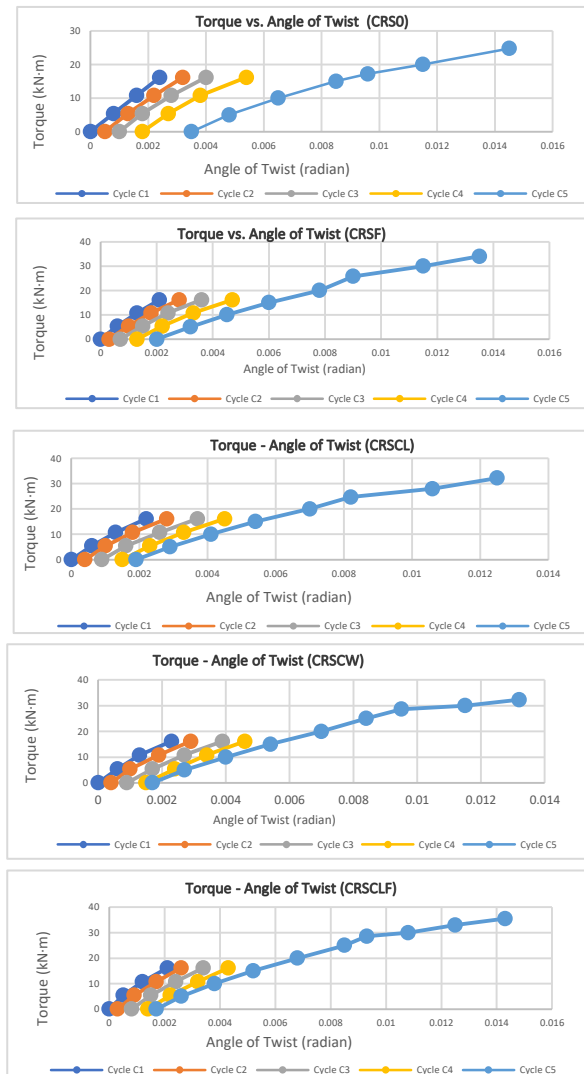 Torque vs. Angle of Twist (CRS0)
Torque (kN·m)
30
20
10
0
0 0.002 0.004 0.006 0.008 0.01 0.012 0.014 0.016
Angle of Twist (radian)
Cycle C1 Cycle C2 Cycle C3 Cycle C4 Cycle C5
Torque vs. Angle of Twist (CRSF)
Torque (kN·m)
40
30
20
10
0
0 0.002 0.004 0.006 0.008 0.01 0.012 0.014 0.016
Angle of Twist (radian)
Cycle C1 Cycle C2 Cycle C3 Cycle C4 Cycle C5
Torque - Angle of Twist (CRSCL)
Torque (kN·m)
40
30
20
10
0
0 0.002 0.004 0.006 0.008 0.01 0.012 0.014
Angle of Twist (radian)
Cycle C1 Cycle C2 Cycle C3 Cycle C4 Cycle C5
Torque - Angle of Twist (CRSCW)
Torque (kN·m)
40
30
20
10
0
0 0.002 0.004 0.006 0.008 0.01 0.012 0.014
Angle of Twist (radian)
Cycle C1 Cycle C2 Cycle C3 Cycle C4 Cycle C5
Torque - Angle of Twist (CRSCLF)
Torque (kN·m)
40
30
20
10
0
0 0.002 0.004 0.006 0.008 0.01 0.012 0.014 0.016
Angle of Twist (radian)
Cycle C1 Cycle C2 Cycle C3 Cycle C4 Cycle C5